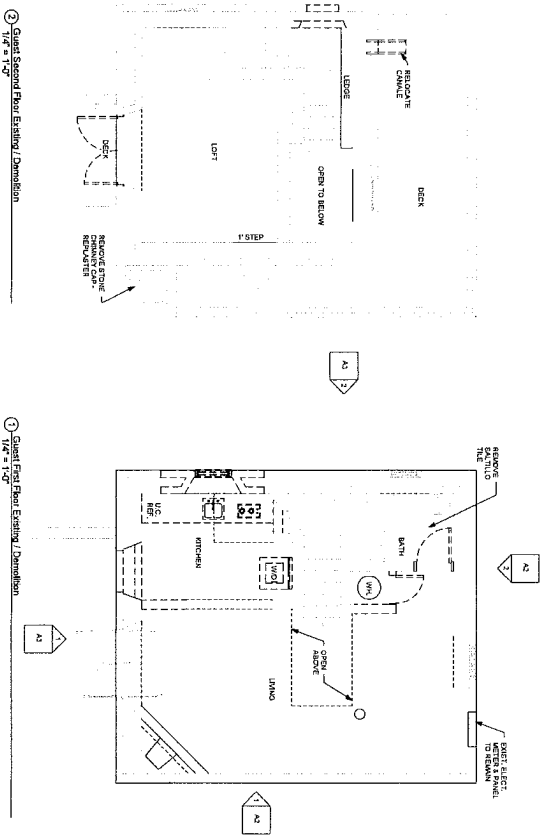 RELOCATE
CANALE
LEDGE
DECK
OPEN TO BELOW
LOFT
DECK
1' STEP
REMOVE STONE
CHIMNEY CAP -
REPLASTER
2
Guest Second Floor Existing / Demolition
1/4" = 1'-0"
A3
2
REMOVE
SALTILLO
TILE
A2
2
BATH
W.H.
EXIST. ELECT.
METER & PANEL
TO REMAIN
U.C.
REF.
KITCHEN
W/D
OPEN
ABOVE
LIVING
A3
1
A2
1
1
Guest First Floor Existing / Demolition
1/4" = 1'-0"